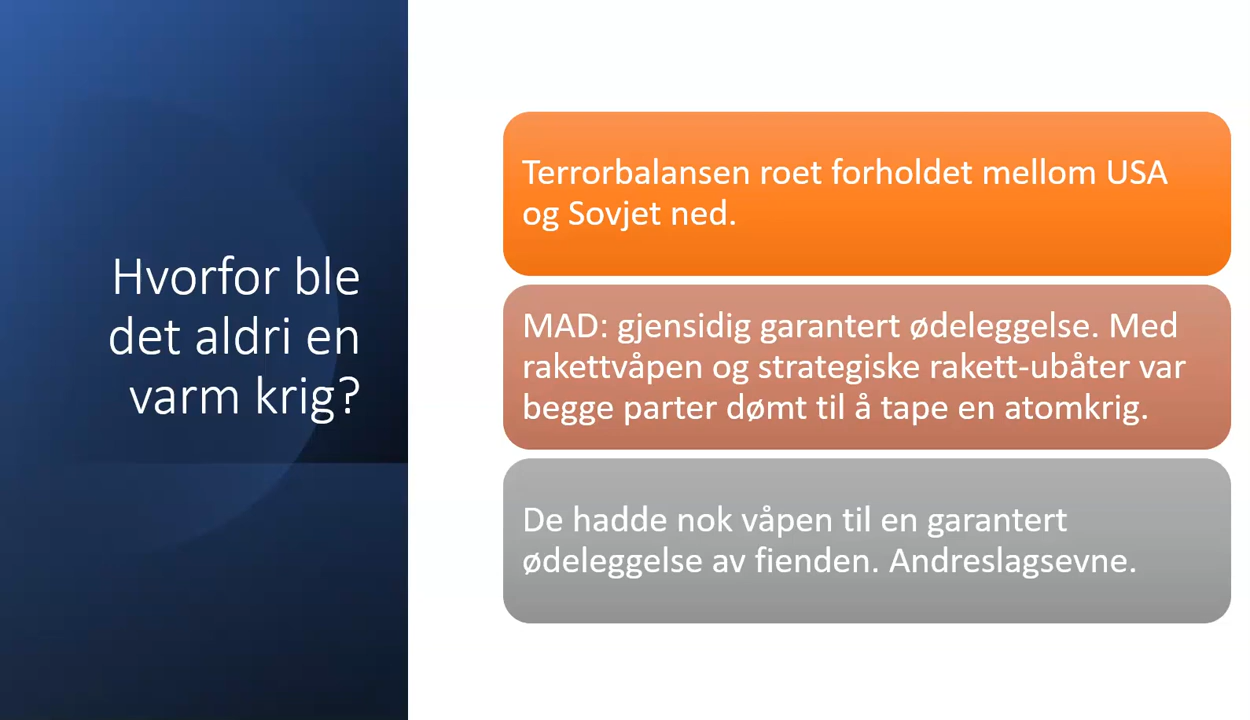 Hvorfor ble
det aldri en
varm krig?
Terrorbalansen roet forholdet mellom USA
og Sovjet ned.
MAD: gjensidig garantert ødeleggelse. Med
rakettvåpen og strategiske rakett-ubåter var
begge parter dømt til å tape en atomkrig.
De hadde nok våpen til en garantert
ødeleggelse av fienden. Andreslagsevne.